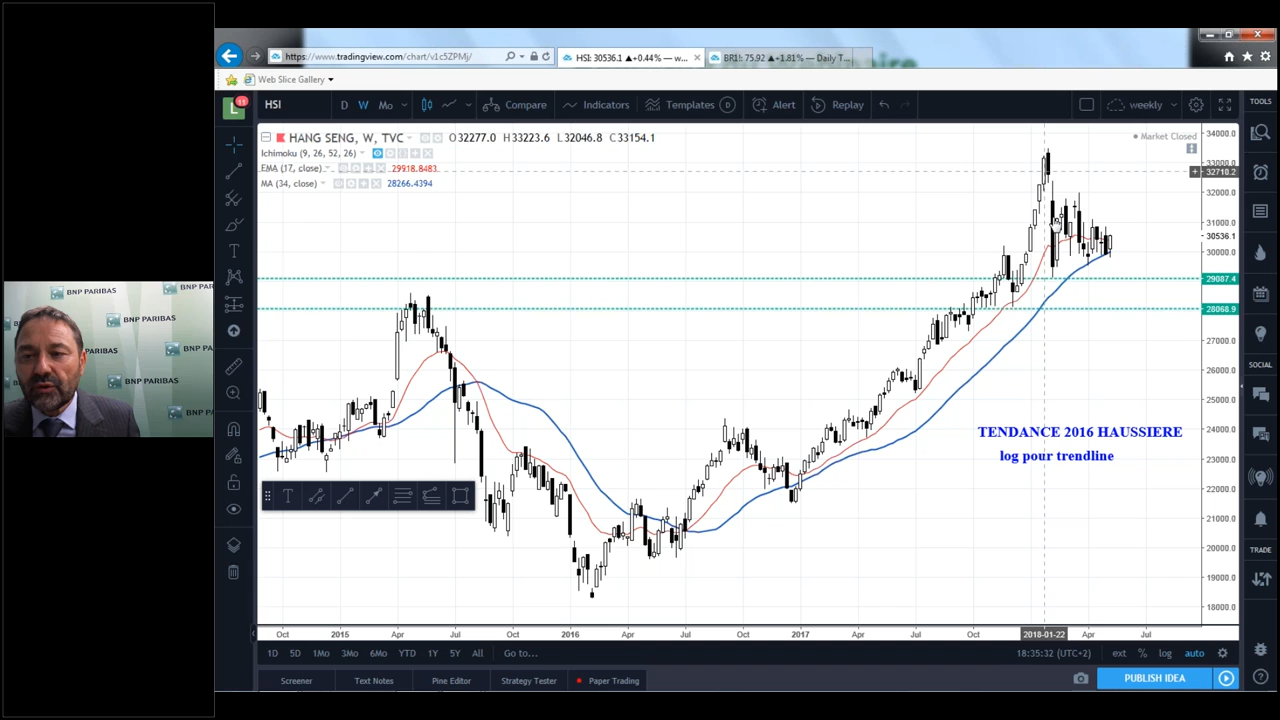 https://www.tradingview.com/chart/v1c5ZPMj/
HSI: 30536.1 ▲+0.44% — w...
BR1!: 75.92 ▲+1.81% — Daily T...
Web Slice Gallery
11
HSI
D
W
Mo
Compare
Indicators
Templates
D
Alert
Replay
weekly
TOOLS
HANG SENG, W, TVC
O32277.0 H33223.6 L32046.8 C33154.1
Market Closed
Ichimoku (9, 26, 52, 26)
EMA (17, close)
29918.8483
MA (34, close)
28266.4394
34000.0
33000.0
32710.2
32000.0
31000.0
30536.1
30000.0
29087.4
28068.9
27000.0
26000.0
25000.0
24000.0
23000.0
22000.0
21000.0
20000.0
19000.0
18000.0
SOCIAL
TRADE
BNP PARIBAS
BNP PARIBAS
BNP PARIBAS
TENDANCE 2016 HAUSSIERE
log pour trendline
Oct 2015 Apr Jul Oct 2016 Apr Jul Oct 2017 Apr Jul Oct 2018-01-22 Apr Jul
1D 5D 1Mo 3Mo 6Mo YTD 1Y 5Y All Go to...
18:35:32 (UTC+2) ext % log auto
Screener Text Notes Pine Editor Strategy Tester Paper Trading
PUBLISH IDEA